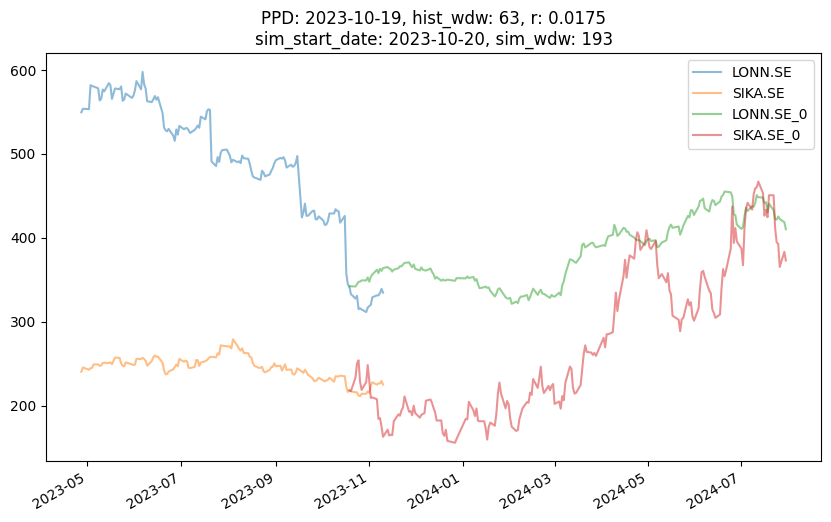 PPD: 2023-10-19, hist_wdw: 63, r: 0.0175
sim_start_date: 2023-10-20, sim_wdw: 193
LONN.SE
SIKA.SE
LONN.SE_0
SIKA.SE_0
600
500
400
300
200
2023-05
2023-07
2023-09
2023-11
2024-01
2024-03
2024-05
2024-07